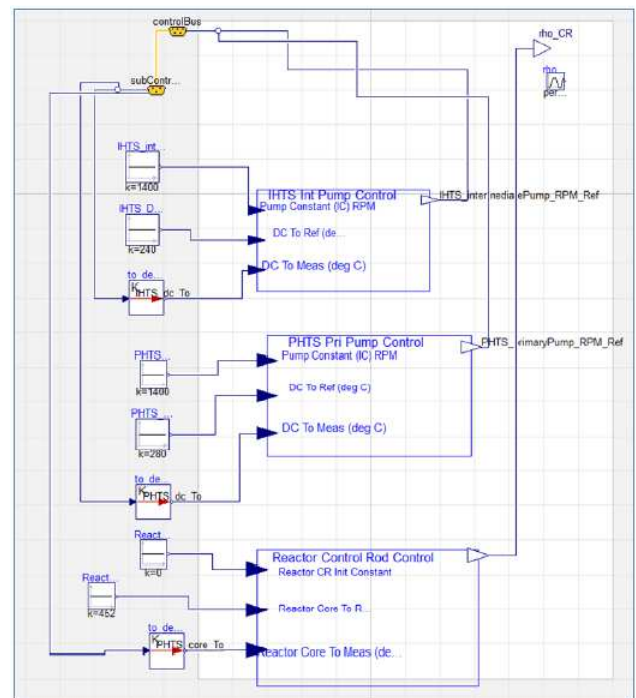 controlBus
rho_CR
subContr...
rho_
per...
IHTS_int...
k=1400
IHTS Int Pump Control
Pump Constant (IC) RPM
IHTS_intermediatePump_RPM_Ref
IHTS_D...
k=240
DC To Ref (de...
DC To Meas (deg C)
to_de...
K
IHTS_dc_To
PHTS Pri Pump Control
Pump Constant (IC) RPM
PHTS_primaryPump_RPM_Ref
PHTS_...
k=1400
DC To Ref (deg C)
PHTS_...
k=280
DC To Meas (deg C)
to_de...
K
PHTS_dc_To
React...
k=0
Reactor Control Rod Control
Reactor CR Init Constant
React...
k=462
Reactor Core To R...
to_de...
K
PHTS_core_To
Reactor Core To Meas (de...